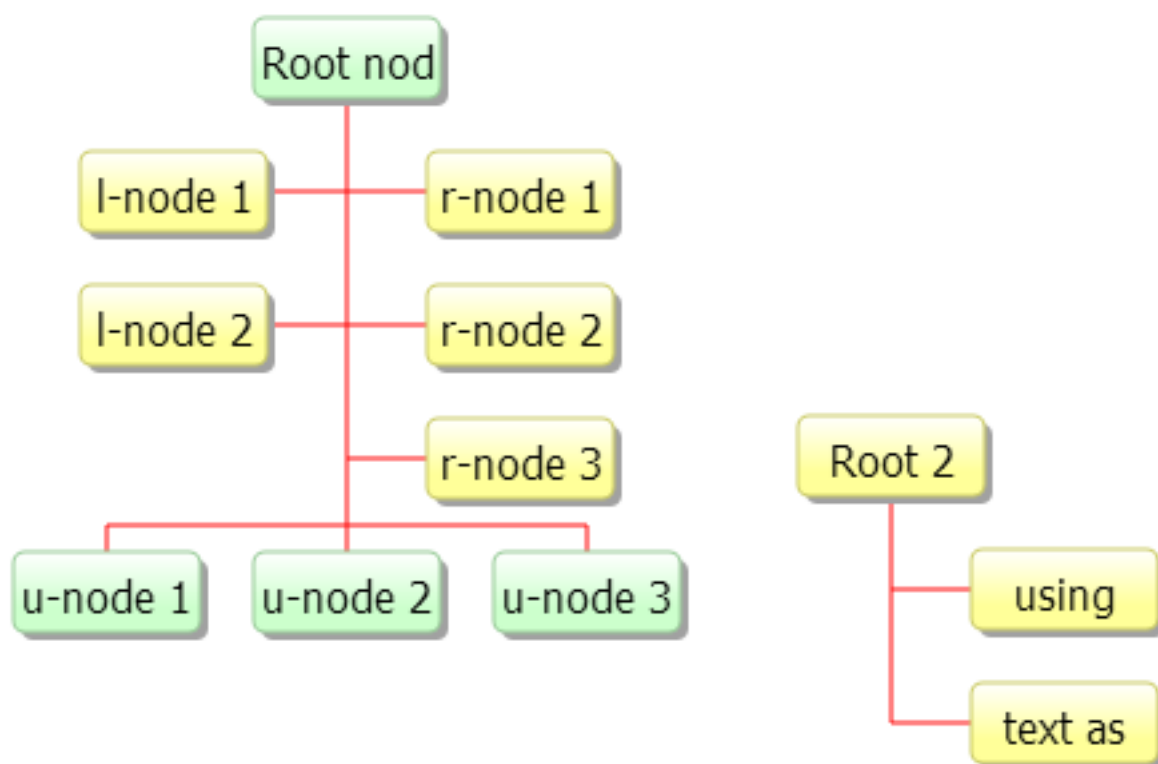 Root nod
l-node 1
r-node 1
l-node 2
r-node 2
r-node 3
u-node 1
u-node 2
u-node 3
Root 2
using
text as